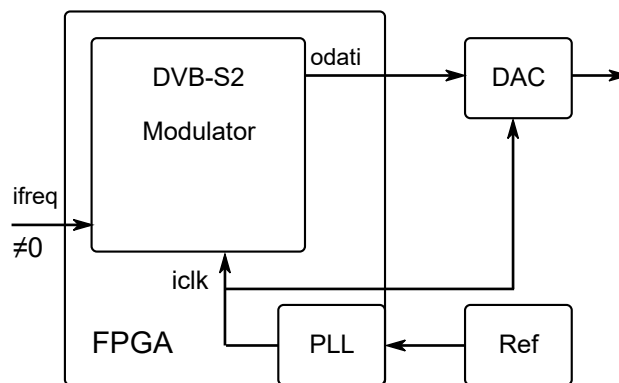 odati
DVB-S2
DAC
Modulator
ifreq
≠0
iclk
FPGA
PLL
Ref